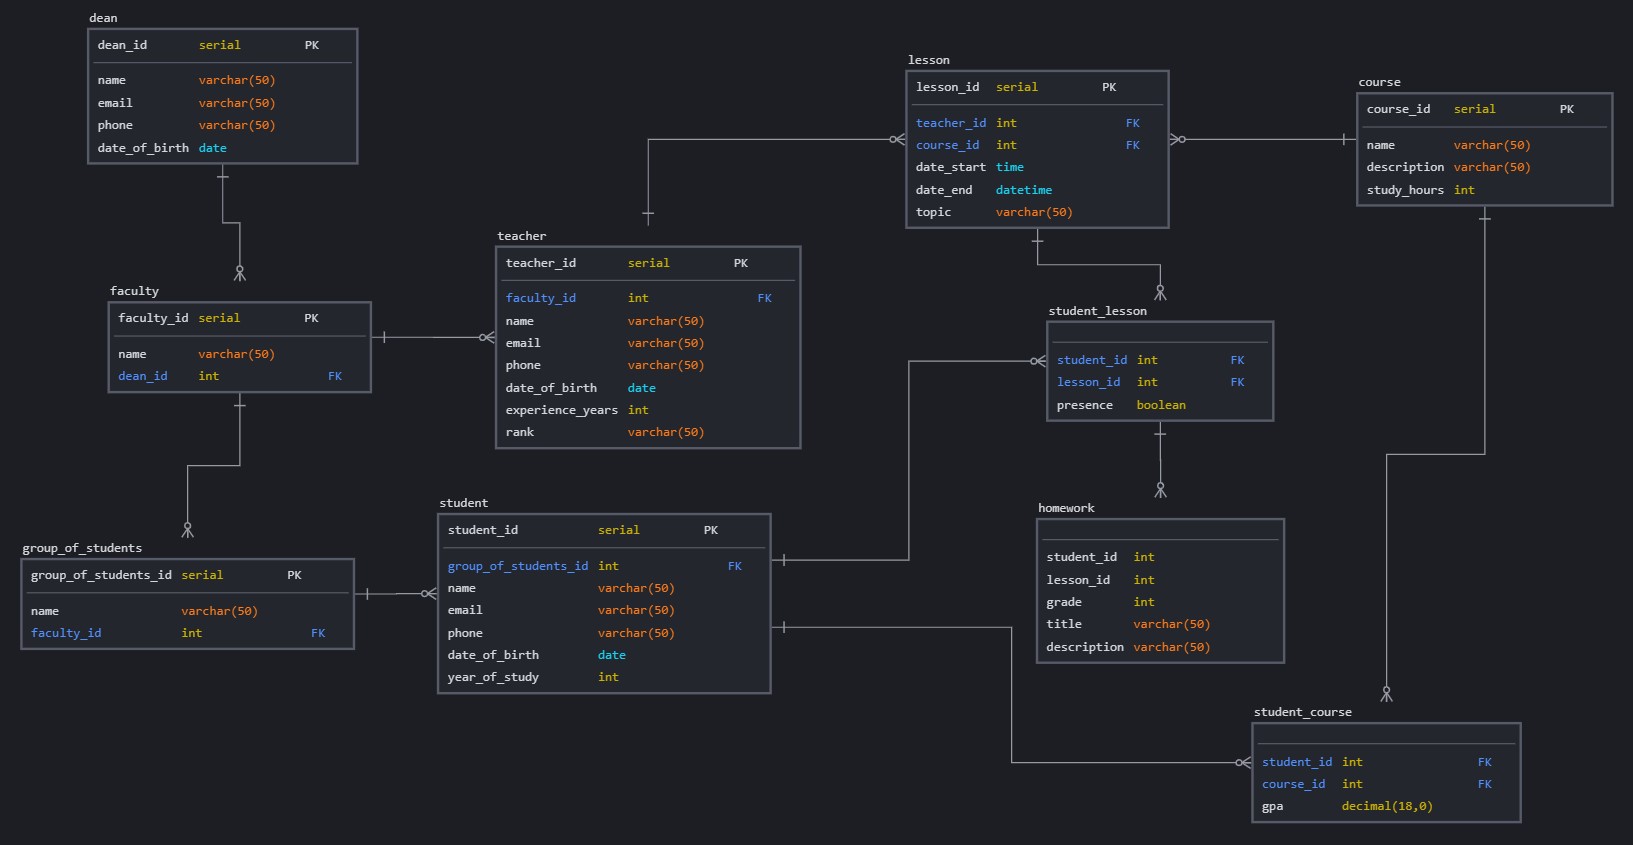 dean
dean_id serial PK
name varchar(50)
email varchar(50)
phone varchar(50)
date_of_birth date
faculty
faculty_id serial PK
name varchar(50)
dean_id int FK
group_of_students
group_of_students_id serial PK
name varchar(50)
faculty_id int FK
teacher
teacher_id serial PK
faculty_id int FK
name varchar(50)
email varchar(50)
phone varchar(50)
date_of_birth date
experience_years int
rank varchar(50)
student
student_id serial PK
group_of_students_id int FK
name varchar(50)
email varchar(50)
phone varchar(50)
date_of_birth date
year_of_study int
lesson
lesson_id serial PK
teacher_id int FK
course_id int FK
date_start time
date_end datetime
topic varchar(50)
course
course_id serial PK
name varchar(50)
description varchar(50)
study_hours int
student_lesson
student_id int FK
lesson_id int FK
presence boolean
homework
student_id int
lesson_id int
grade int
title varchar(50)
description varchar(50)
student_course
student_id int FK
course_id int FK
gpa decimal(18,0)